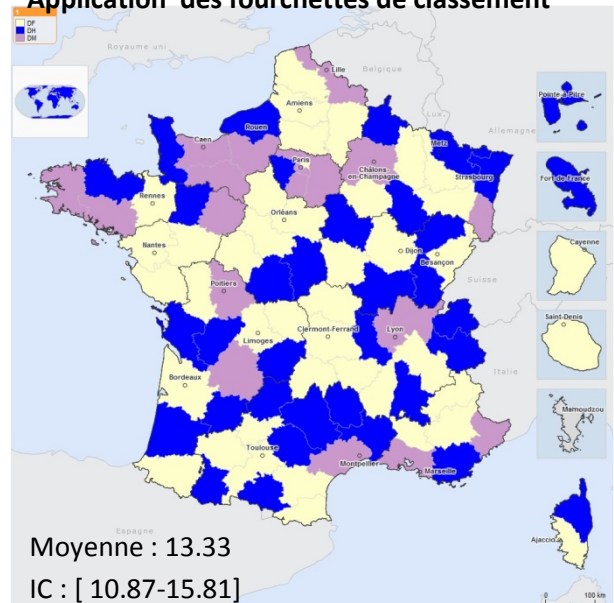 Application des fourchettes de classement
1
DF
DH
DM
Royaume uni
Belgique
Lille
Amiens
Lux.
Pointe-à-Pitre
Rouen
Allemagne
Caen
Metz
Paris
Châlons
en-Champagne
Strasbourg
Fort-de-France
Rennes
Orléans
Cayenne
Nantes
Dijon
Besançon
Suisse
Poitiers
Saint-Denis
Limoges
Clermont-Ferrand
Lyon
Italie
Bordeaux
Mamoudzou
Toulouse
Montpellier
Marseille
Ajaccio
Espagne
Moyenne : 13.33
IC : [ 10.87-15.81]
0 100 km